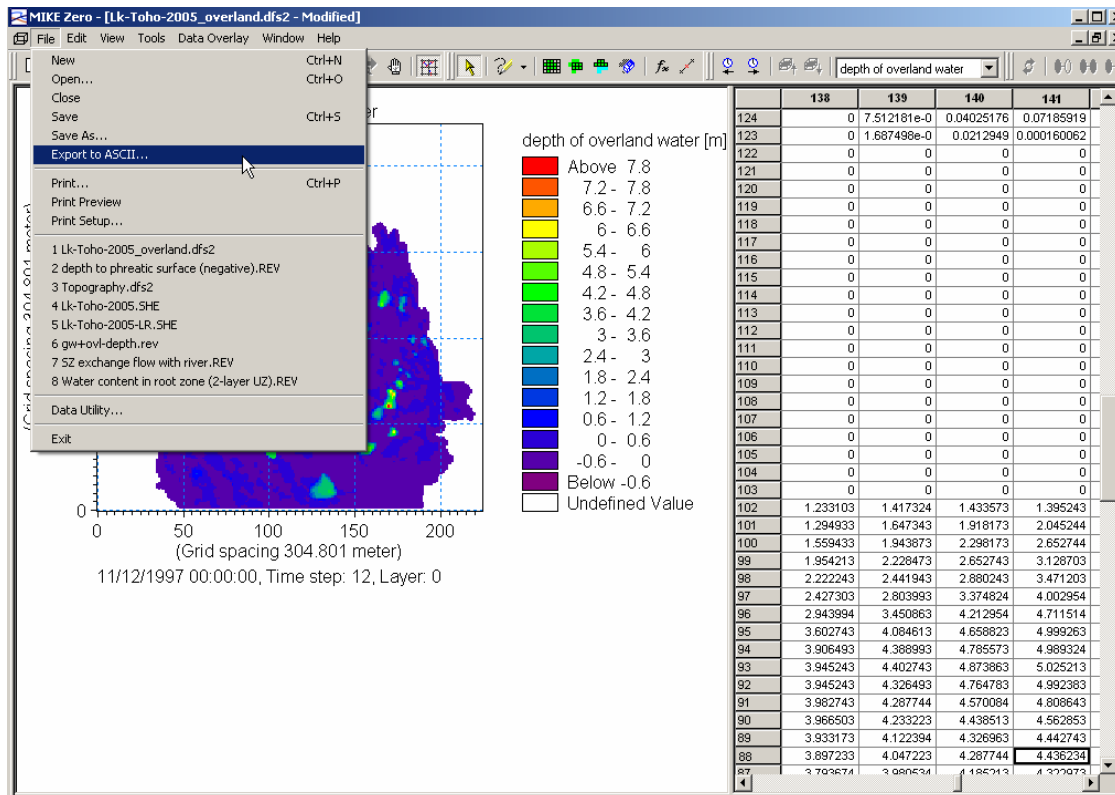 MIKE Zero - [Lk-Toho-2005_overland.dfs2 - Modified]
File Edit View Tools Data Overlay Window Help
depth of overland water
New Ctrl+N
Open... Ctrl+O
Close
Save Ctrl+S
Save As...
Export to ASCII...
Print... Ctrl+P
Print Preview
Print Setup...
1 Lk-Toho-2005_overland.dfs2
2 depth to phreatic surface (negative).REV
3 Topography.dfs2
4 Lk-Toho-2005.SHE
5 Lk-Toho-2005-LR.SHE
6 gw+ovl-depth.rev
7 SZ exchange flow with river.REV
8 Water content in root zone (2-layer UZ).REV
Data Utility...
Exit
0
0 50 100 150 200
(Grid spacing 304.801 meter)
11/12/1997 00:00:00, Time step: 12, Layer: 0
depth of overland water [m]
Above 7.8
7.2 - 7.8
6.6 - 7.2
6 - 6.6
5.4 - 6
4.8 - 5.4
4.2 - 4.8
3.6 - 4.2
3 - 3.6
2.4 - 3
1.8 - 2.4
1.2 - 1.8
0.6 - 1.2
0 - 0.6
-0.6 - 0
Below -0.6
Undefined Value
138 139 140 141
124 0 7.512181e-0 0.04025176 0.07185919
123 0 1.687498e-0 0.0212949 0.000160062
122 0 0 0 0
121 0 0 0 0
120 0 0 0 0
119 0 0 0 0
118 0 0 0 0
117 0 0 0 0
116 0 0 0 0
115 0 0 0 0
114 0 0 0 0
113 0 0 0 0
112 0 0 0 0
111 0 0 0 0
110 0 0 0 0
109 0 0 0 0
108 0 0 0 0
107 0 0 0 0
106 0 0 0 0
105 0 0 0 0
104 0 0 0 0
103 0 0 0 0
102 1.233103 1.417324 1.433573 1.395243
101 1.294933 1.647343 1.918173 2.045244
100 1.559433 1.943873 2.298173 2.652744
99 1.954213 2.228473 2.652743 3.128703
98 2.222243 2.441943 2.880243 3.471203
97 2.427303 2.803993 3.374824 4.002954
96 2.943994 3.450863 4.212954 4.711514
95 3.602743 4.084613 4.658823 4.999263
94 3.906493 4.388993 4.785573 4.989324
93 3.945243 4.402743 4.873863 5.025213
92 3.945243 4.326493 4.764783 4.992383
91 3.982743 4.287744 4.570084 4.808643
90 3.966503 4.233223 4.438513 4.562853
89 3.933173 4.122394 4.326963 4.442743
88 3.897233 4.047223 4.287744 4.436234
87 3.793674 3.980534 4.185213 4.322973